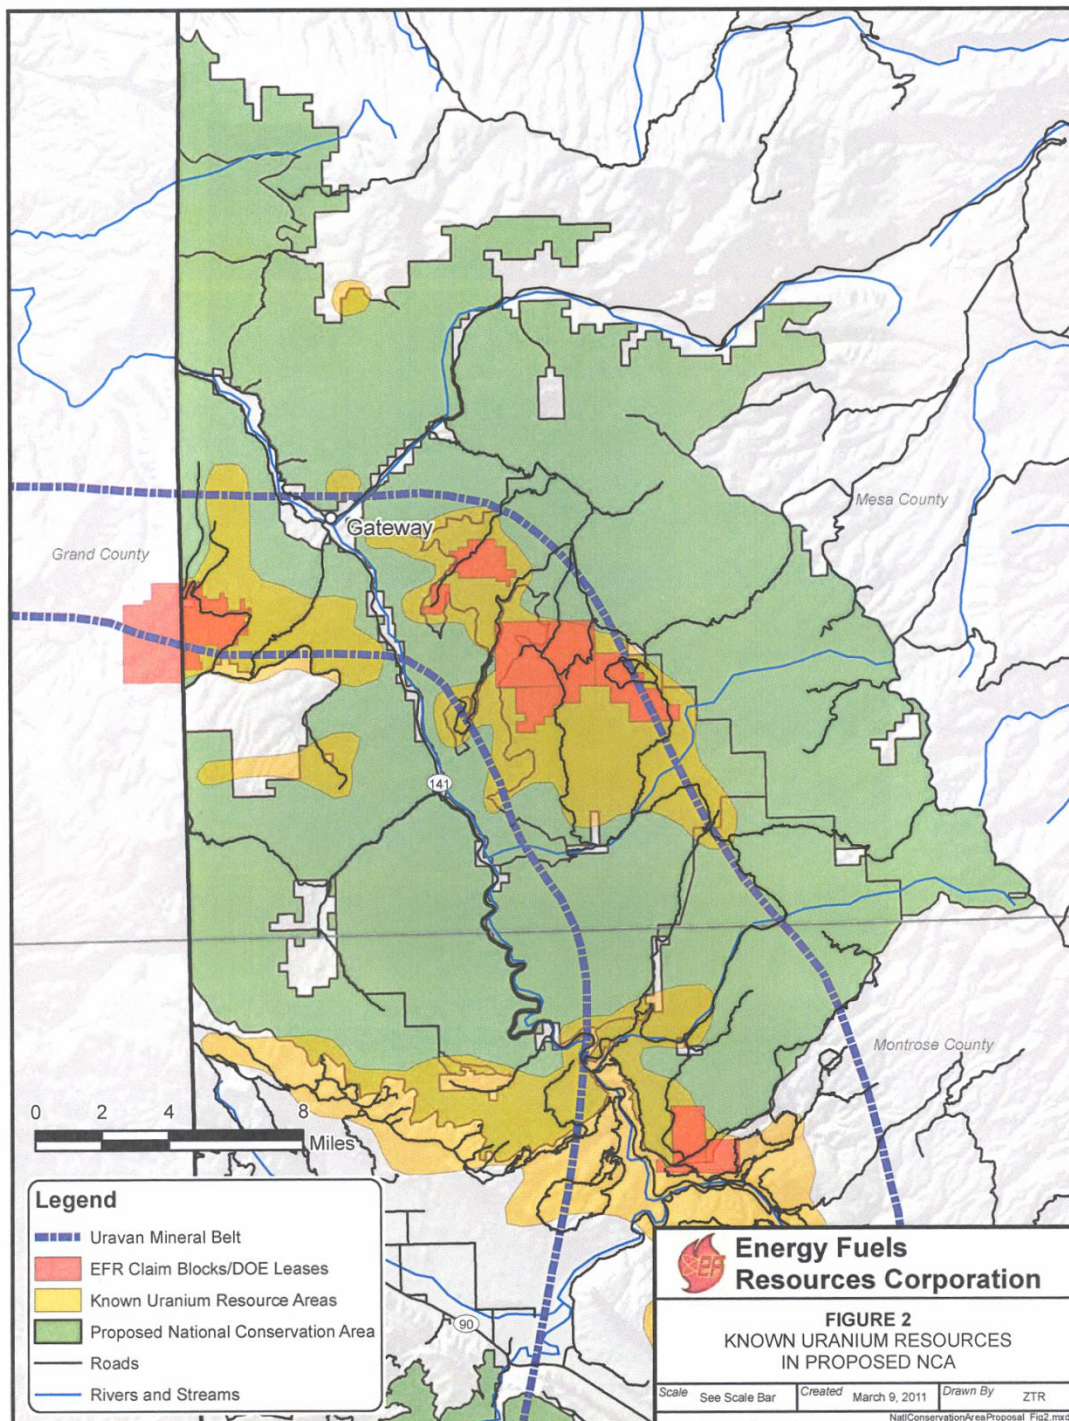 Gateway
Mesa County
Grand County
141
Montrose County
0 2 4 8
Miles
Legend
Uravan Mineral Belt
EFR Claim Blocks/DOE Leases
Known Uranium Resource Areas
Proposed National Conservation Area
Roads
Rivers and Streams
90
EF
Energy Fuels
Resources Corporation
FIGURE 2
KNOWN URANIUM RESOURCES
IN PROPOSED NCA
Scale See Scale Bar Created March 9, 2011 Drawn By ZTR
NatlConservationAreaProposal_Fig2.mxd